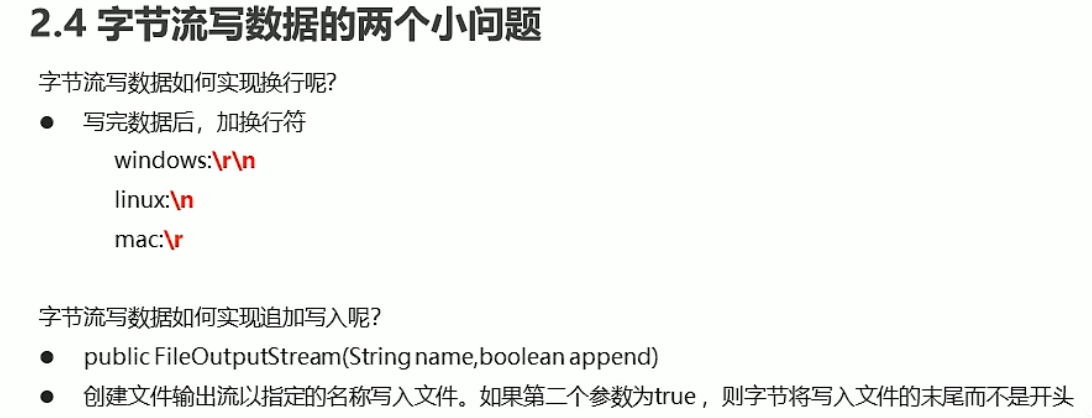 2.4 字节流写数据的两个小问题
字节流写数据如何实现换行呢?
● 写完数据后，加换行符
windows:\r\n
linux:\n
mac:\r
字节流写数据如何实现追加写入呢?
● public FileOutputStream(String name,boolean append)
● 创建文件输出流以指定的名称写入文件。如果第二个参数为true ，则字节将写入文件的末尾而不是开头